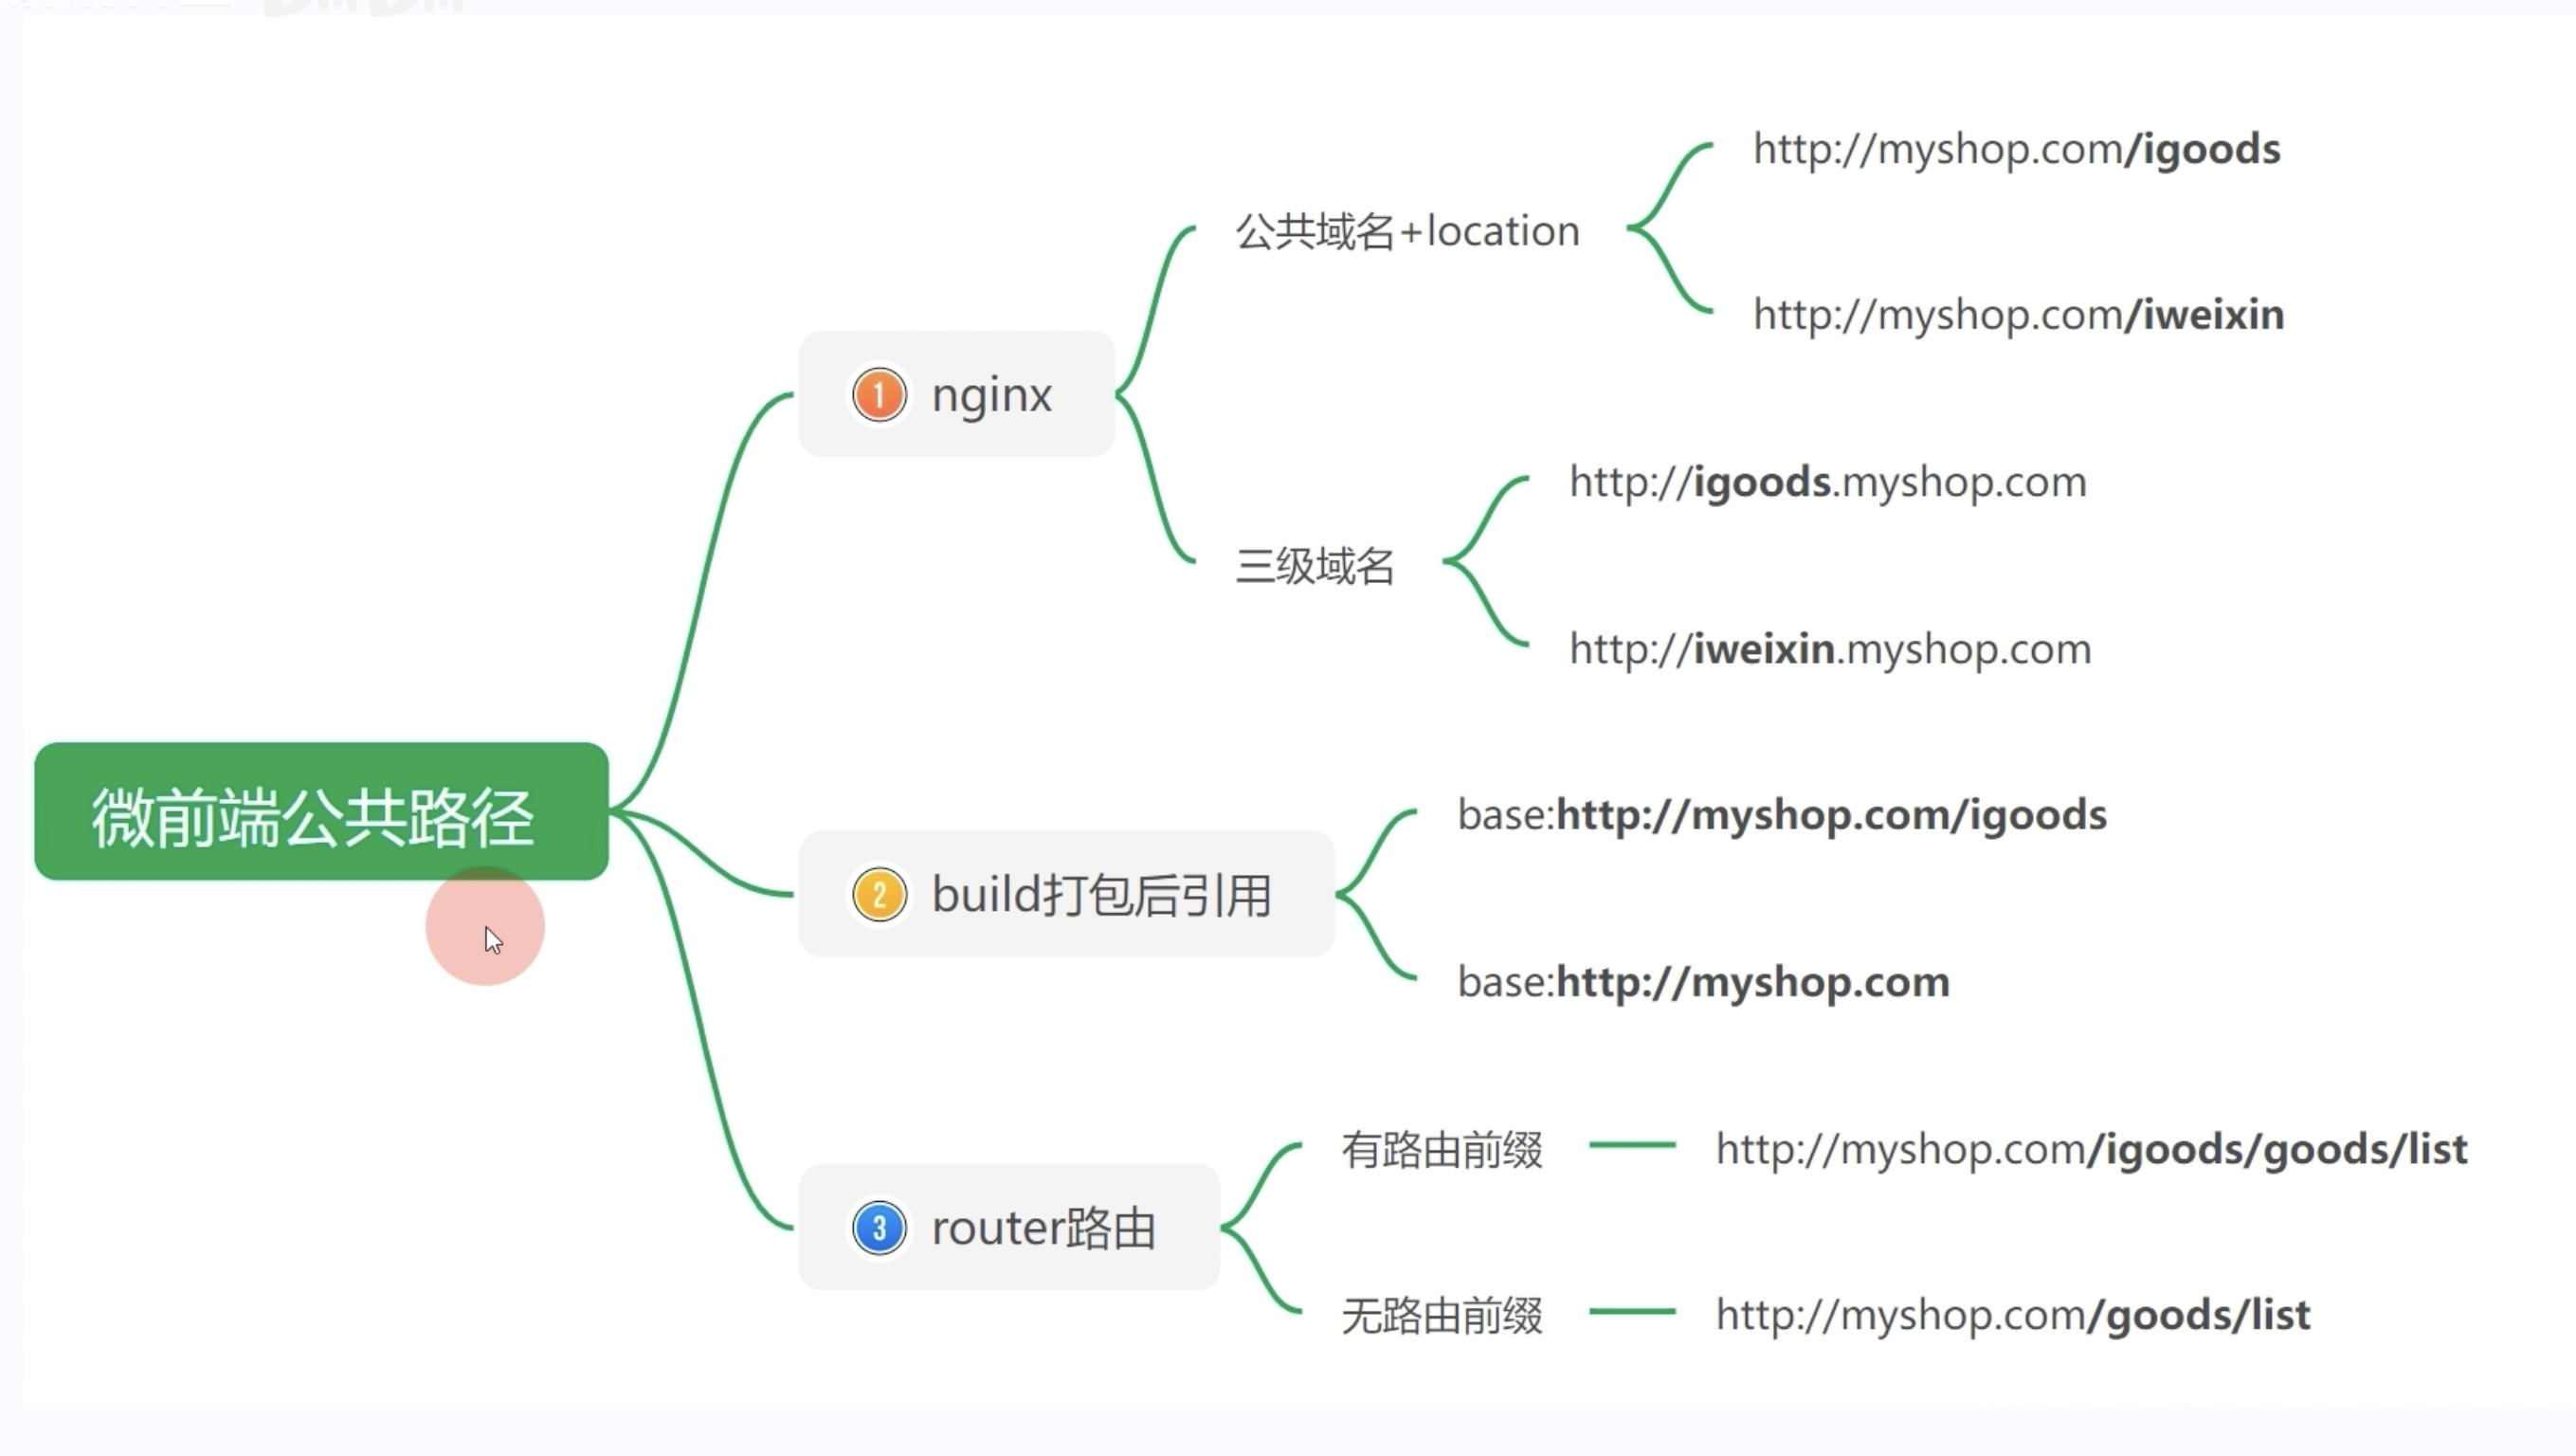 微前端公共路径
1 nginx
公共域名+location
http://myshop.com/igoods
http://myshop.com/iweixin
三级域名
http://igoods.myshop.com
http://iweixin.myshop.com
2 build打包后引用
base:http://myshop.com/igoods
base:http://myshop.com
3 router路由
有路由前缀
http://myshop.com/igoods/goods/list
无路由前缀
http://myshop.com/goods/list